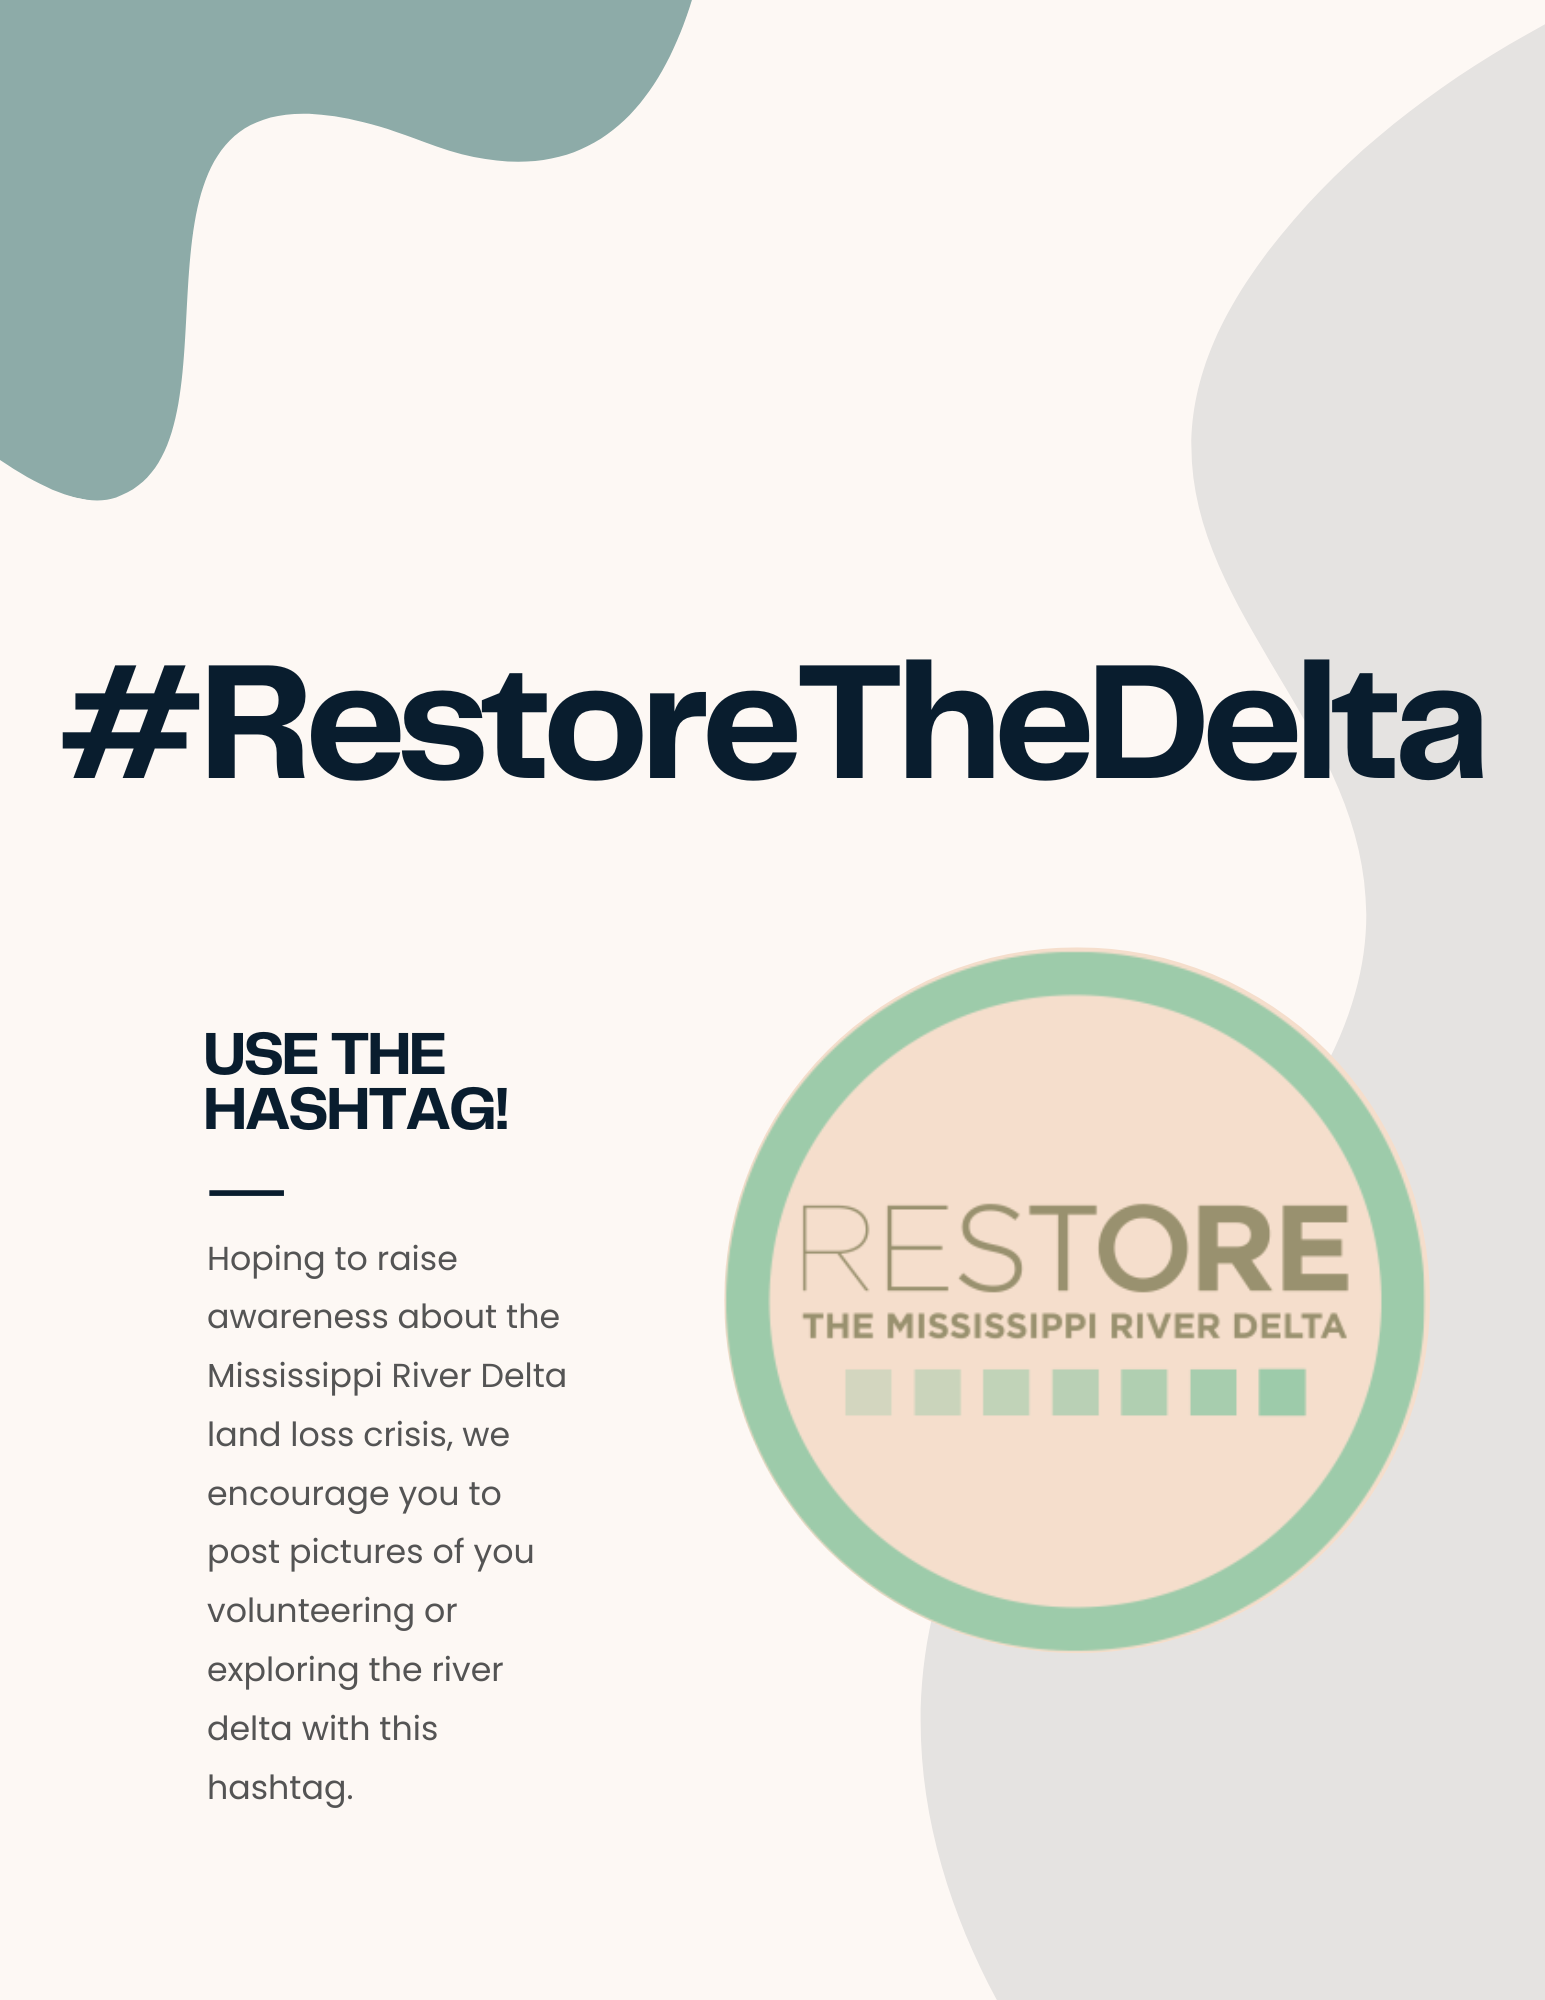 #RestoreTheDelta
USE THE
HASHTAG!
Hoping to raise
awareness about the
Mississippi River Delta
land loss crisis, we
encourage you to
post pictures of you
volunteering or
exploring the river
delta with this
hashtag.
RESTORE
THE MISSISSIPPI RIVER DELTA